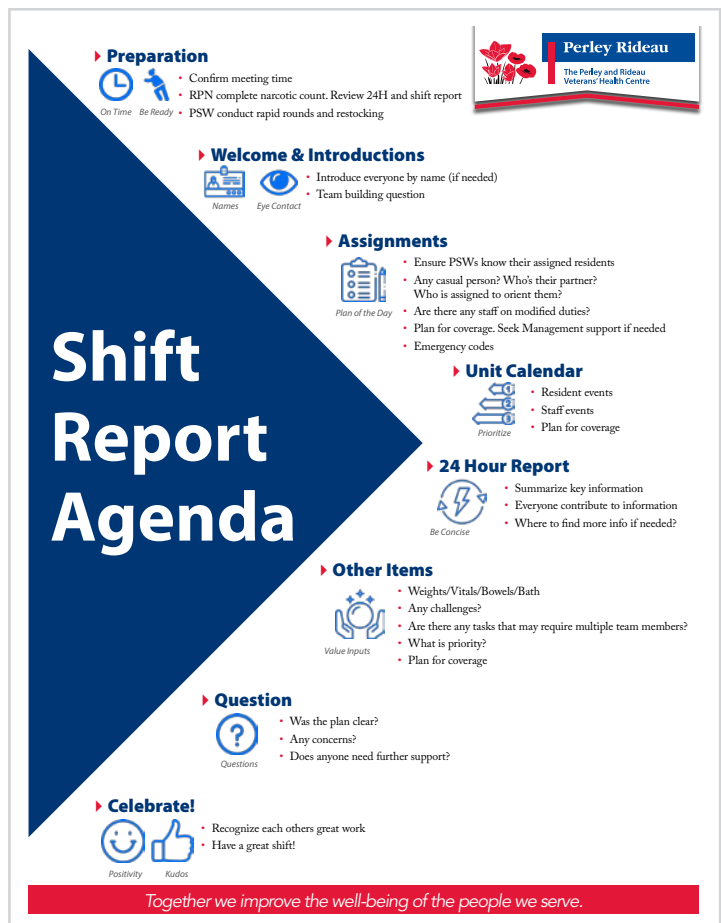 Perley Rideau
The Perley and Rideau
Veterans' Health Centre
Shift
Report
Agenda
Preparation
On Time
Be Ready
• Confirm meeting time
• RPN complete narcotic count. Review 24H and shift report
• PSW conduct rapid rounds and restocking
Welcome & Introductions
Names
Eye Contact
• Introduce everyone by name (if needed)
• Team building question
Assignments
Plan of the Day
• Ensure PSWs know their assigned residents
• Any casual person? Who's their partner?
Who is assigned to orient them?
• Are there any staff on modified duties?
• Plan for coverage. Seek Management support if needed
• Emergency codes
Unit Calendar
1
2
3
Prioritize
• Resident events
• Staff events
• Plan for coverage
24 Hour Report
Be Concise
• Summarize key information
• Everyone contribute to information
• Where to find more info if needed?
Other Items
Value Inputs
• Weights/Vitals/Bowels/Bath
• Any challenges?
• Are there any tasks that may require multiple team members?
• What is priority?
• Plan for coverage
Question
?
Questions
• Was the plan clear?
• Any concerns?
• Does anyone need further support?
Celebrate!
Positivity
Kudos
• Recognize each others great work
• Have a great shift!
Together we improve the well-being of the people we serve.